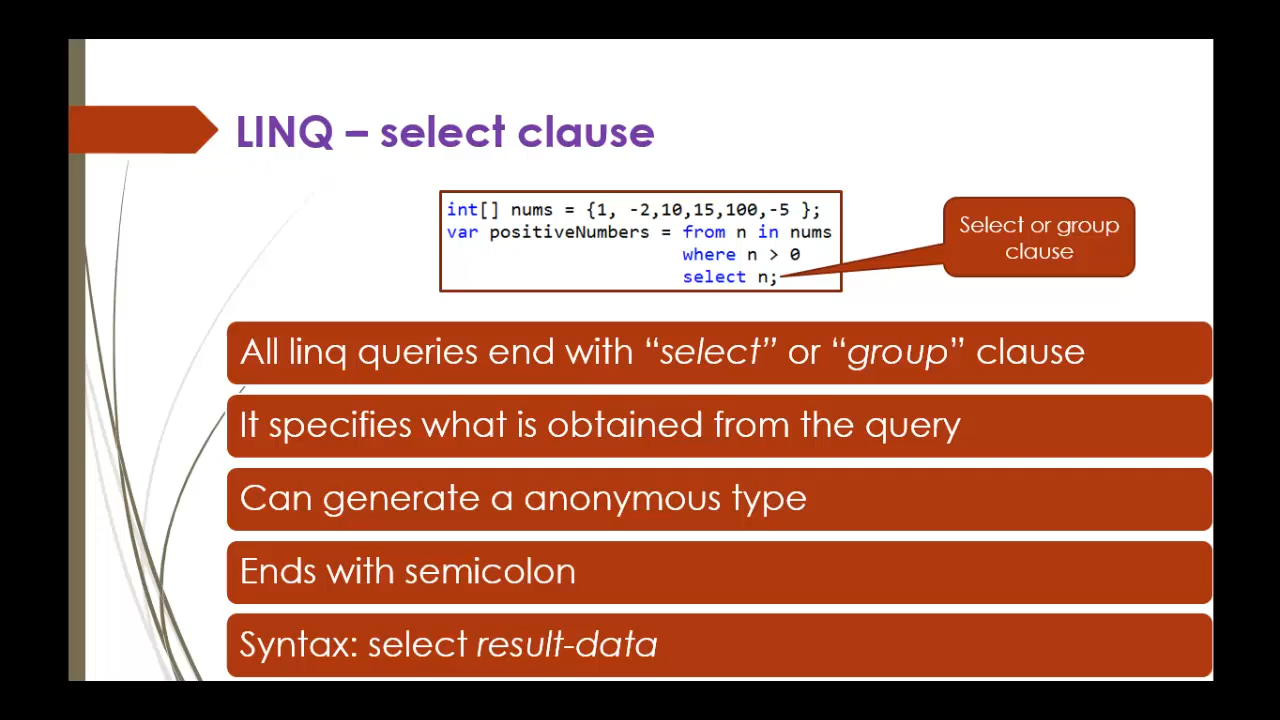 LINQ – select clause
int[] nums = {1, -2,10,15,100,-5 };
var positiveNumbers = from n in nums
where n > 0
select n;
Select or group
clause
All linq queries end with “select” or “group” clause
It specifies what is obtained from the query
Can generate a anonymous type
Ends with semicolon
Syntax: select result-data